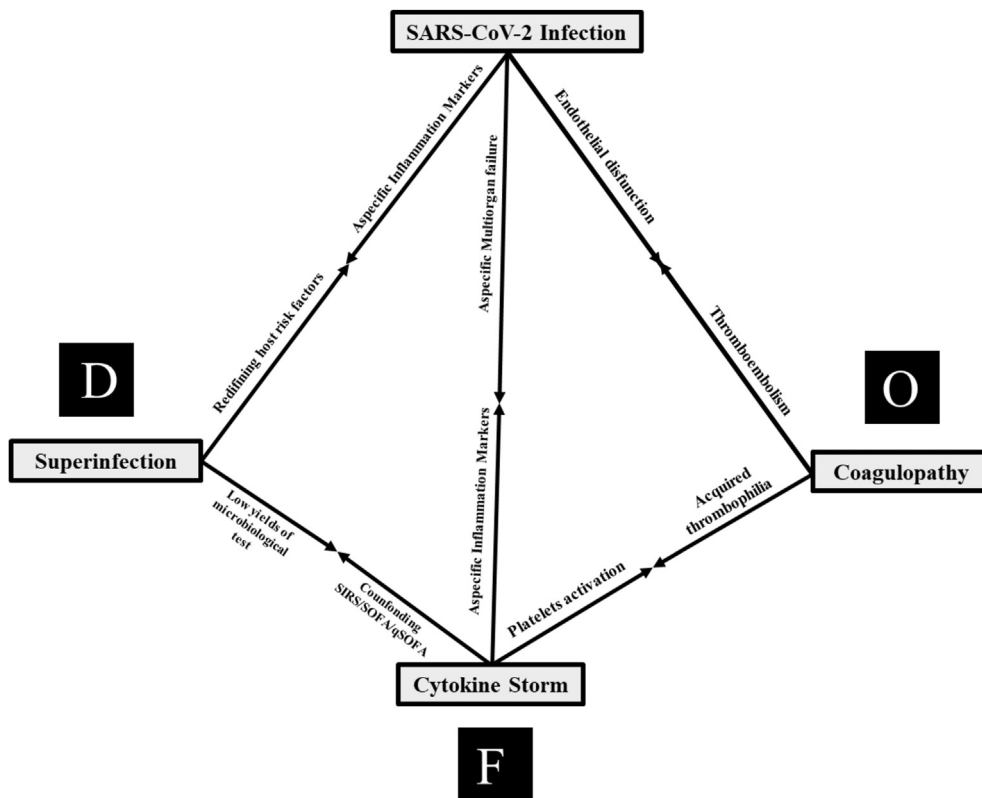 SARS-CoV-2 Infection
Aspecific Inflammation Markers
Aspecific Multiorgan failure
Endothelial disfunction
Redifining host risk factors
Thromboembolism
D
O
Superinfection
Coagulopathy
Low yields of
microbiological
test
Counfonding
SIRS/SOFA/qSOFA
Aspecific Inflammation Markers
Platelets activation
Acquired
thrombophilia
Cytokine Storm
F